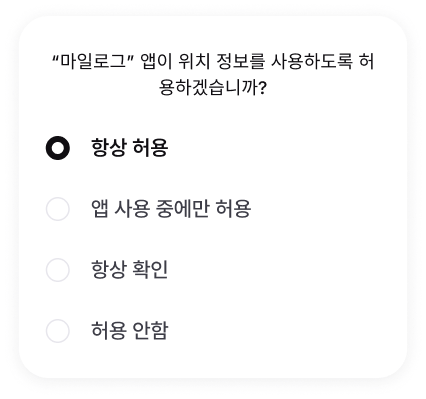 “마일로그” 앱이 위치 정보를 사용하도록 허
용하겠습니까?
항상 허용
앱 사용 중에만 허용
항상 확인
허용 안함